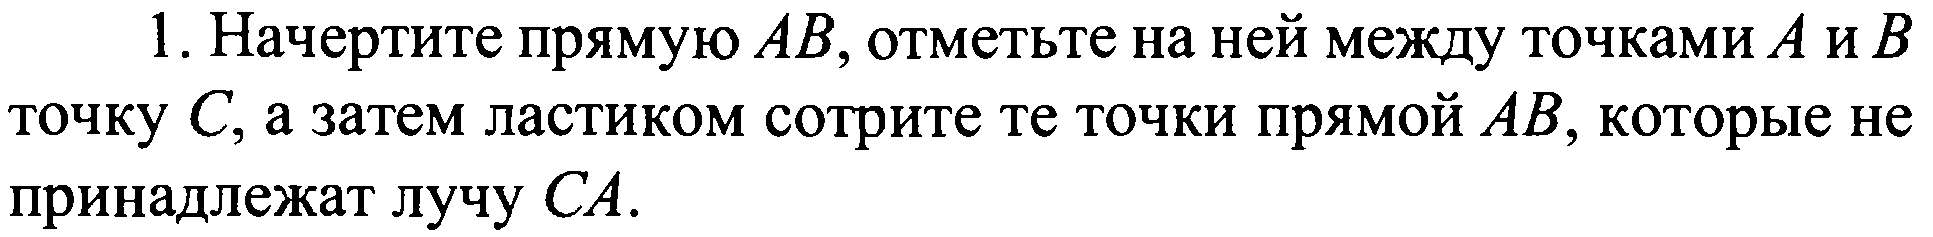 1. Начертите прямую AB, отметьте на ней между точками A и B
точку C, а затем ластиком сотрите те точки прямой AB, которые не
принадлежат лучу CA.